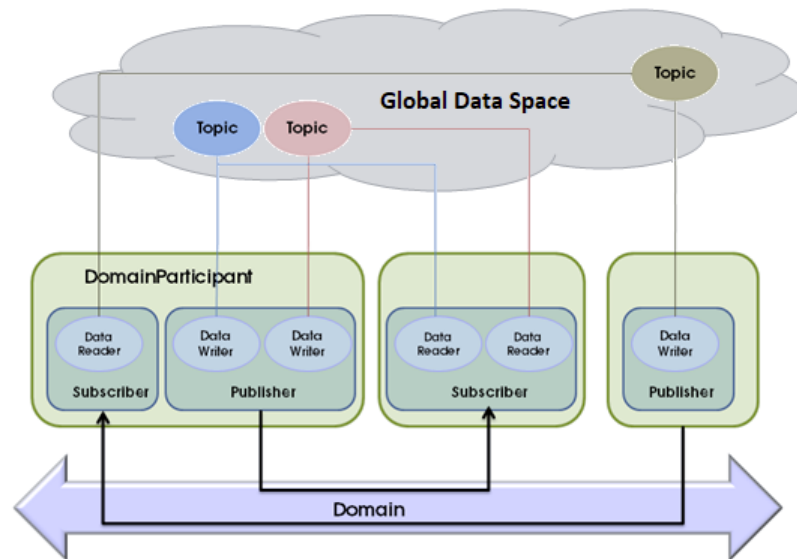 Topic
Global Data Space
Topic
Topic
DomainParticipant
Data
Reader
Data
Writer
Data
Writer
Data
Reader
Data
Reader
Data
Writer
Subscriber
Publisher
Subscriber
Publisher
Domain